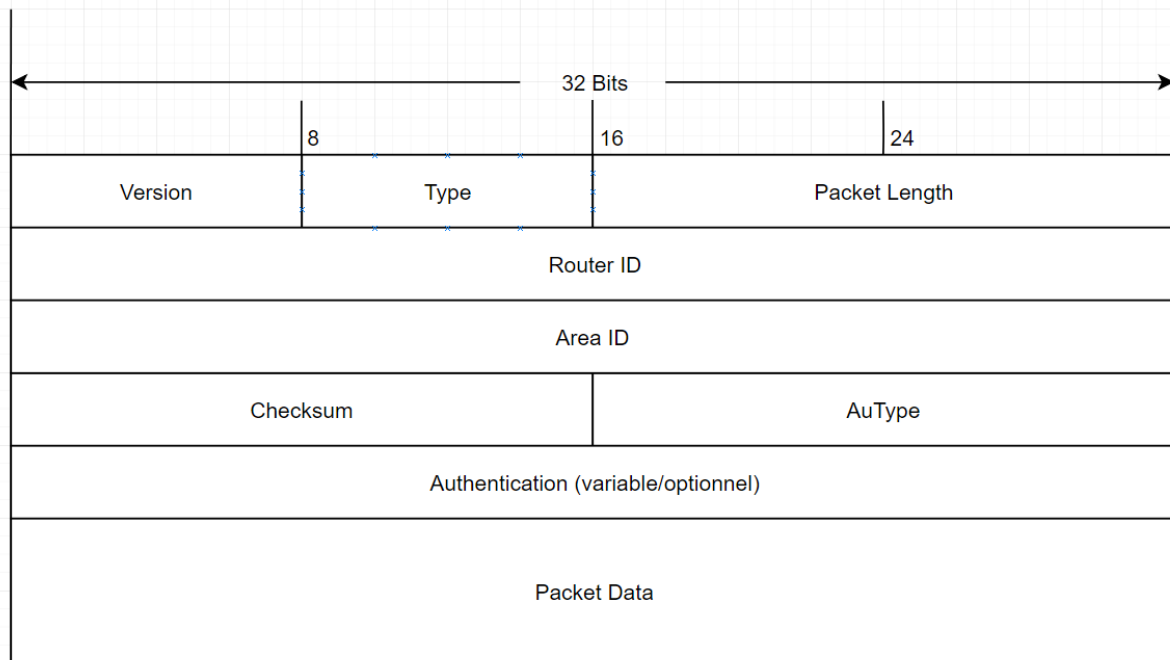 32 Bits
8 16 24
Version Type Packet Length
Router ID
Area ID
Checksum AuType
Authentication (variable/optionnel)
Packet Data